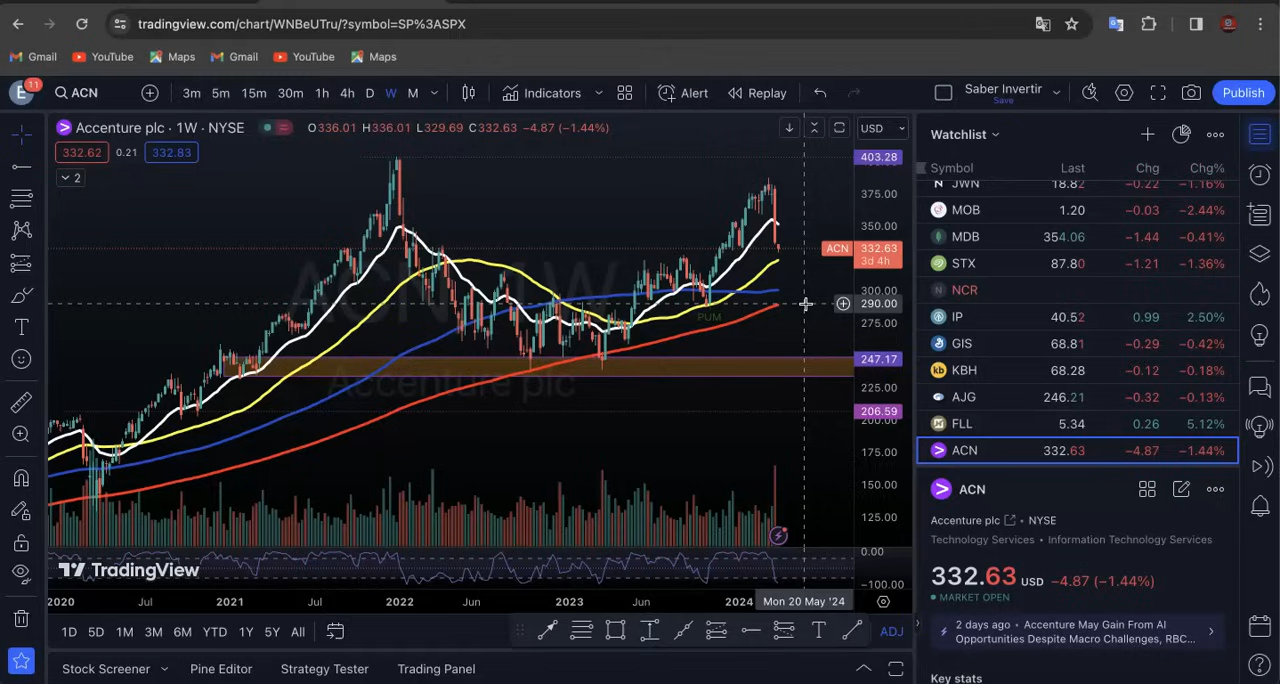 tradingview.com/chart/WNBeUTru/?symbol=SP%3ASPX
Gmail YouTube Maps Gmail YouTube Maps
E 11 ACN 3m 5m 15m 30m 1h 4h D W M Indicators Alert Replay Saber Invertir Save Publish
Accenture plc · 1W · NYSE O336.01 H336.01 L329.69 C332.63 −4.87 (−1.44%) USD
332.62 0.21 332.83
2
ACN, 1W
Accenture plc
PUM
403.28
375.00
350.00
ACN 332.63
3d 4h
300.00
290.00
275.00
247.17
225.00
206.59
200.00
175.00
150.00
125.00
0.00
−100.00
TradingView
2020 Jul 2021 Jul 2022 Jun 2023 Jun 2024 Mon 20 May '24
1D 5D 1M 3M 6M YTD 1Y 5Y All ADJ
Stock Screener Pine Editor Strategy Tester Trading Panel
Watchlist
Symbol Last Chg Chg%
JWN 18.82 −0.22 −1.16%
MOB 1.20 −0.03 −2.44%
MDB 354.06 −1.44 −0.41%
STX 87.80 −1.21 −1.36%
NCR
IP 40.52 0.99 2.50%
GIS 68.81 −0.29 −0.42%
KBH 68.28 −0.12 −0.18%
AJG 246.21 −0.32 −0.13%
FLL 5.34 0.26 5.12%
ACN 332.63 −4.87 −1.44%
ACN
Accenture plc • NYSE
Technology Services • Information Technology Services
332.63 USD −4.87 (−1.44%)
MARKET OPEN
2 days ago • Accenture May Gain From AI
Opportunities Despite Macro Challenges, RBC...
Key stats